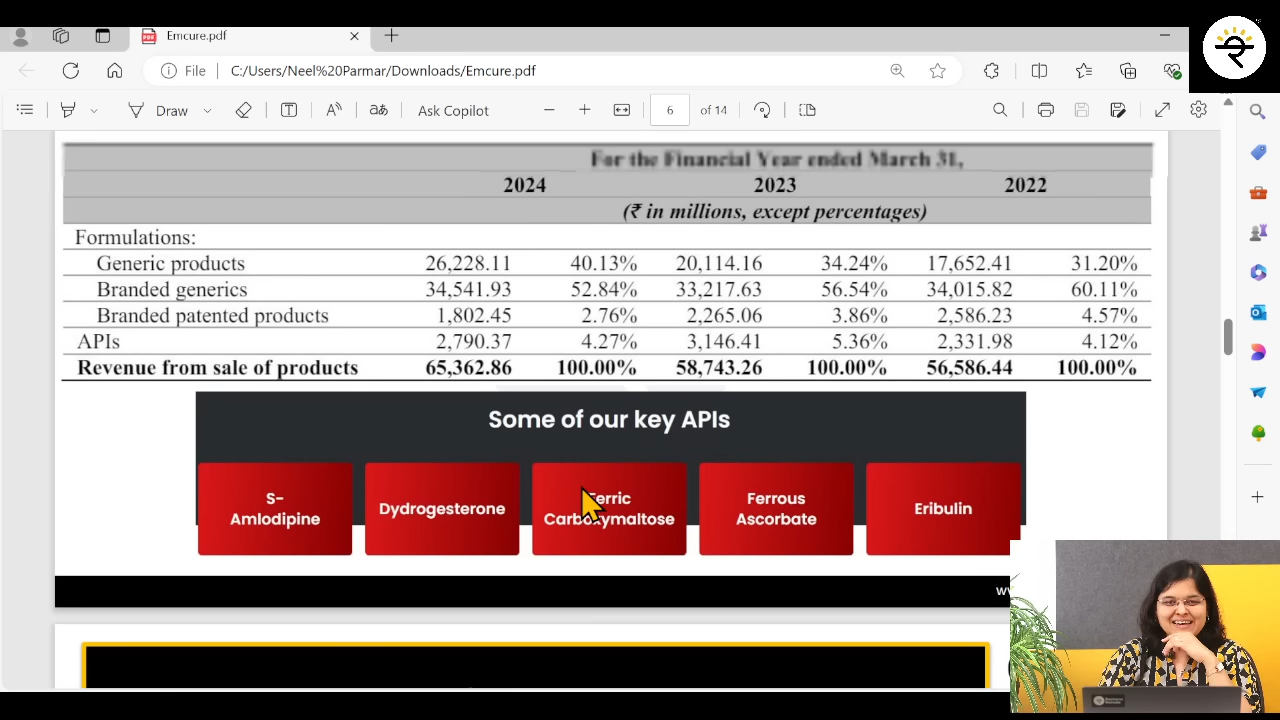 Emcure.pdf
File C:/Users/Neel%20Parmar/Downloads/Emcure.pdf
Draw Ask Copilot 6 of 14
For the Financial Year ended March 31,
2024 2023 2022
(₹ in millions, except percentages)
Formulations:
Generic products 26,228.11 40.13% 20,114.16 34.24% 17,652.41 31.20%
Branded generics 34,541.93 52.84% 33,217.63 56.54% 34,015.82 60.11%
Branded patented products 1,802.45 2.76% 2,265.06 3.86% 2,586.23 4.57%
APIs 2,790.37 4.27% 3,146.41 5.36% 2,331.98 4.12%
Revenue from sale of products 65,362.86 100.00% 58,743.26 100.00% 56,586.44 100.00%
Some of our key APIs
S-
Amlodipine
Dydrogesterone
Ferric
Carboxymaltose
Ferrous
Ascorbate
Eribulin